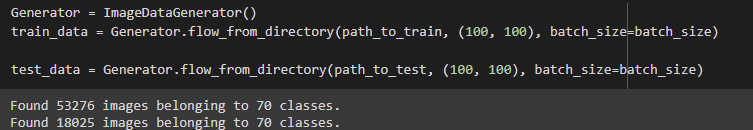 Generator = ImageDataGenerator()
train_data = Generator.flow_from_directory(path_to_train, (100, 100), batch_size=batch_size)
test_data = Generator.flow_from_directory(path_to_test, (100, 100), batch_size=batch_size)
Found 53276 images belonging to 70 classes.
Found 18025 images belonging to 70 classes.